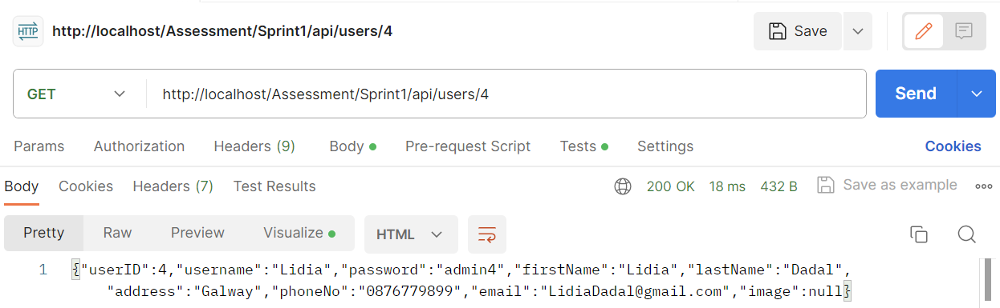 HTTP http://localhost/Assessment/Sprint1/api/users/4 Save
GET http://localhost/Assessment/Sprint1/api/users/4 Send
Params Authorization Headers (9) Body Pre-request Script Tests Settings Cookies
Body Cookies Headers (7) Test Results 200 OK 18 ms 432 B Save as example
Pretty Raw Preview Visualize HTML
1 {"userID":4,"username":"Lidia","password":"admin4","firstName":"Lidia","lastName":"Dadal",
"address":"Galway","phoneNo":"0876779899","email":"LidiaDadal@gmail.com","image":null}